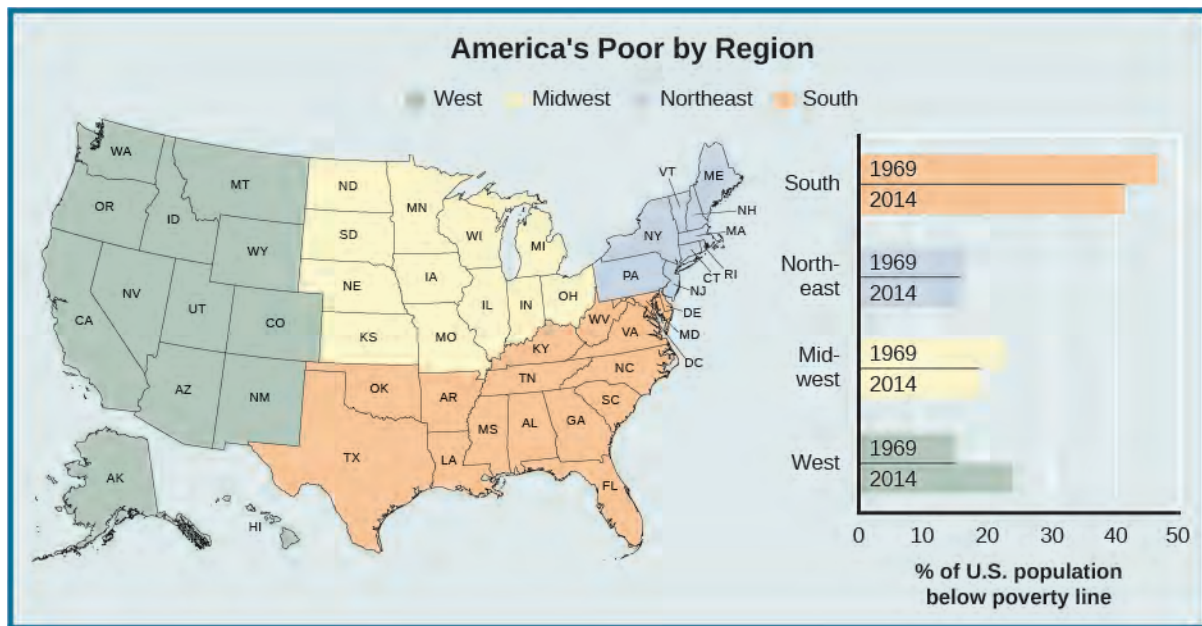 America's Poor by Region
West Midwest Northeast South
WA
MT
OR
ID
WY
NV
UT
CO
CA
AZ
NM
AK
HI
ND
MN
SD
WI
MI
NE
IA
IL
IN
OH
KS
MO
VT
ME
NH
NY
MA
RI
CT
PA
NJ
DE
MD
DC
WV
VA
KY
TN
NC
OK
AR
SC
MS
AL
GA
TX
LA
FL
South
1969
2014
North-
east
1969
2014
Mid-
west
1969
2014
West
1969
2014
0 10 20 30 40 50
% of U.S. population
below poverty line